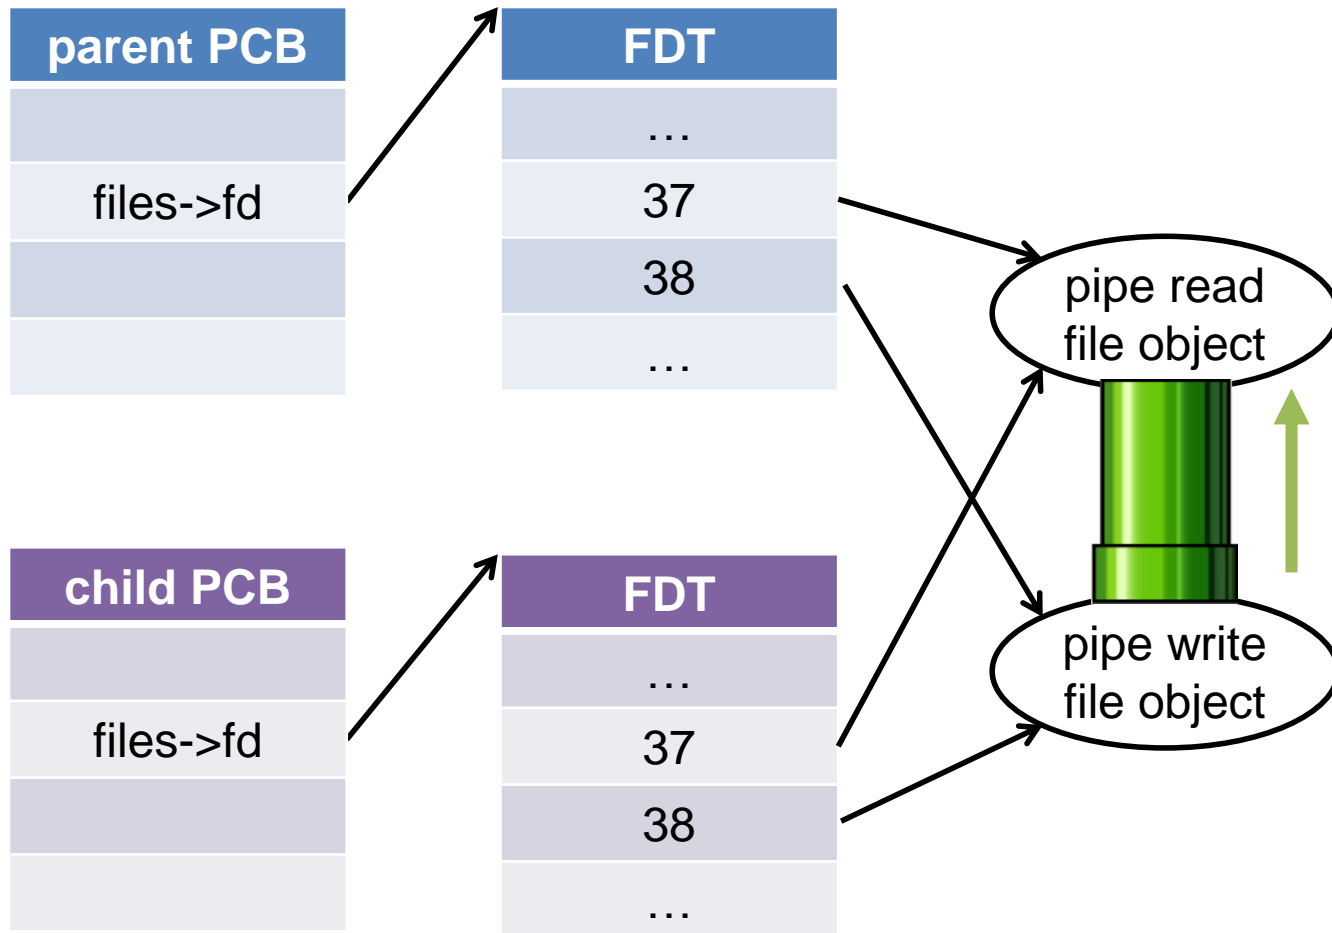 parent PCB
files->fd
FDT
…
37
38
…
pipe read
file object
child PCB
files->fd
FDT
…
37
38
…
pipe write
file object